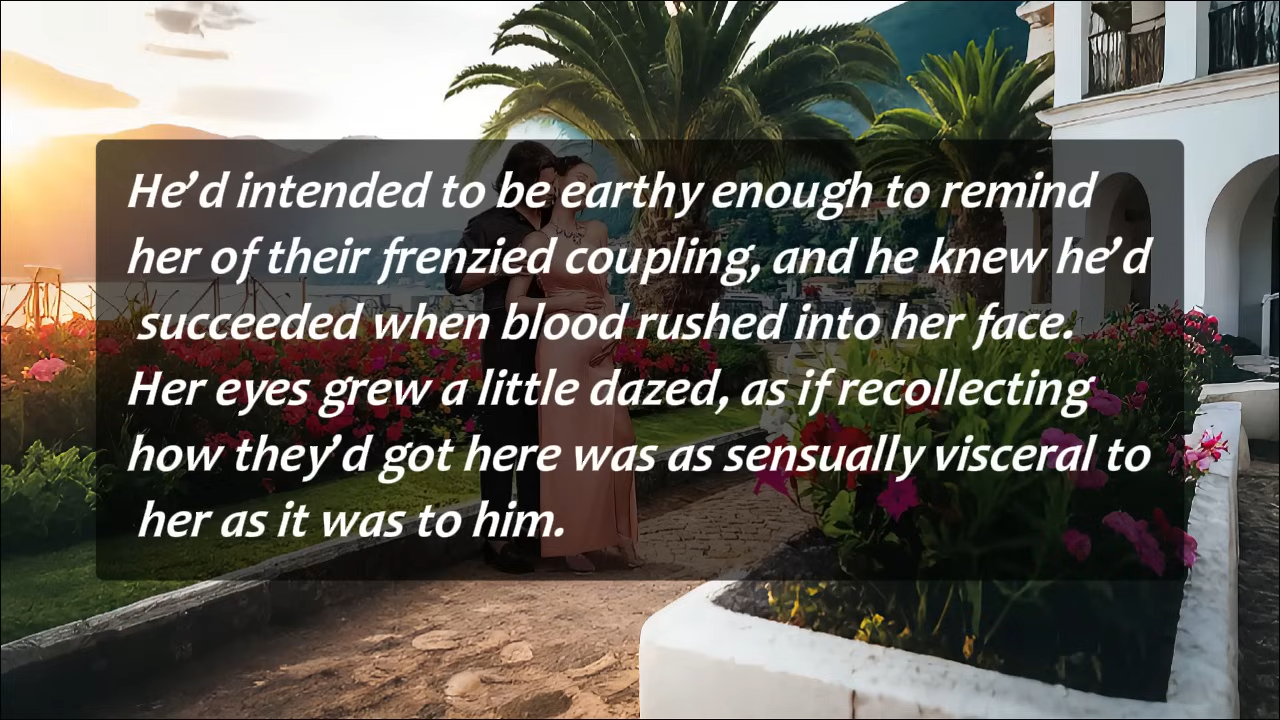 He’d intended to be earthy enough to remind
her of their frenzied coupling, and he knew he’d
succeeded when blood rushed into her face.
Her eyes grew a little dazed, as if recollecting
how they’d got here was as sensually visceral to
her as it was to him.